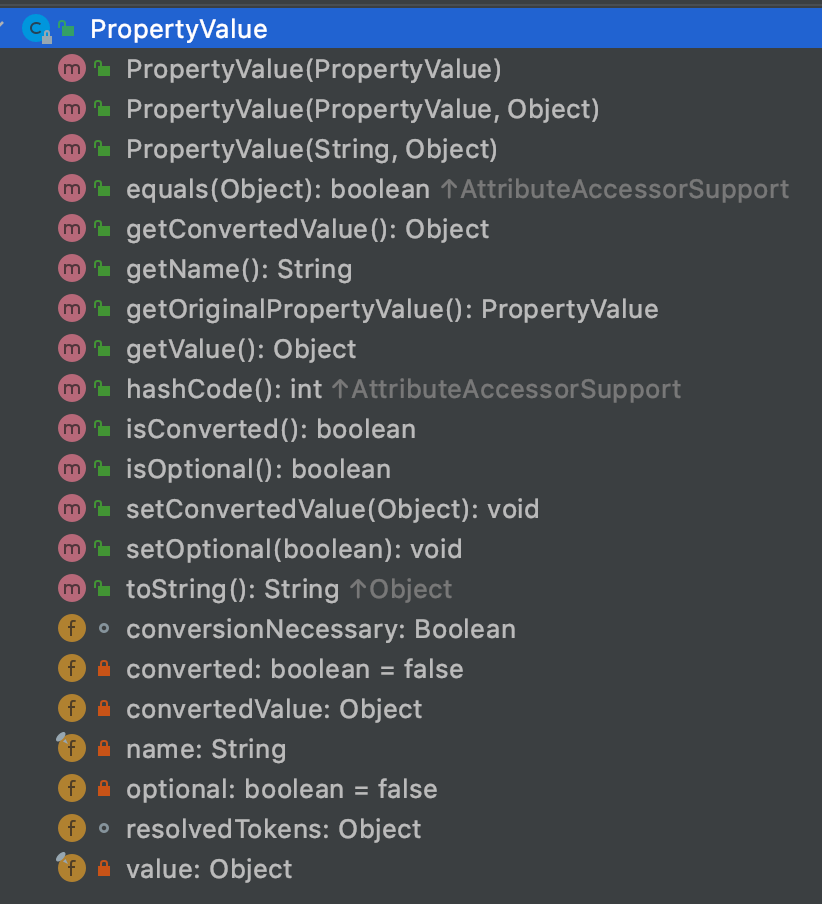 PropertyValue
PropertyValue(PropertyValue)
PropertyValue(PropertyValue, Object)
PropertyValue(String, Object)
equals(Object): boolean ↑AttributeAccessorSupport
getConvertedValue(): Object
getName(): String
getOriginalPropertyValue(): PropertyValue
getValue(): Object
hashCode(): int ↑AttributeAccessorSupport
isConverted(): boolean
isOptional(): boolean
setConvertedValue(Object): void
setOptional(boolean): void
toString(): String ↑Object
conversionNecessary: Boolean
converted: boolean = false
convertedValue: Object
name: String
optional: boolean = false
resolvedTokens: Object
value: Object